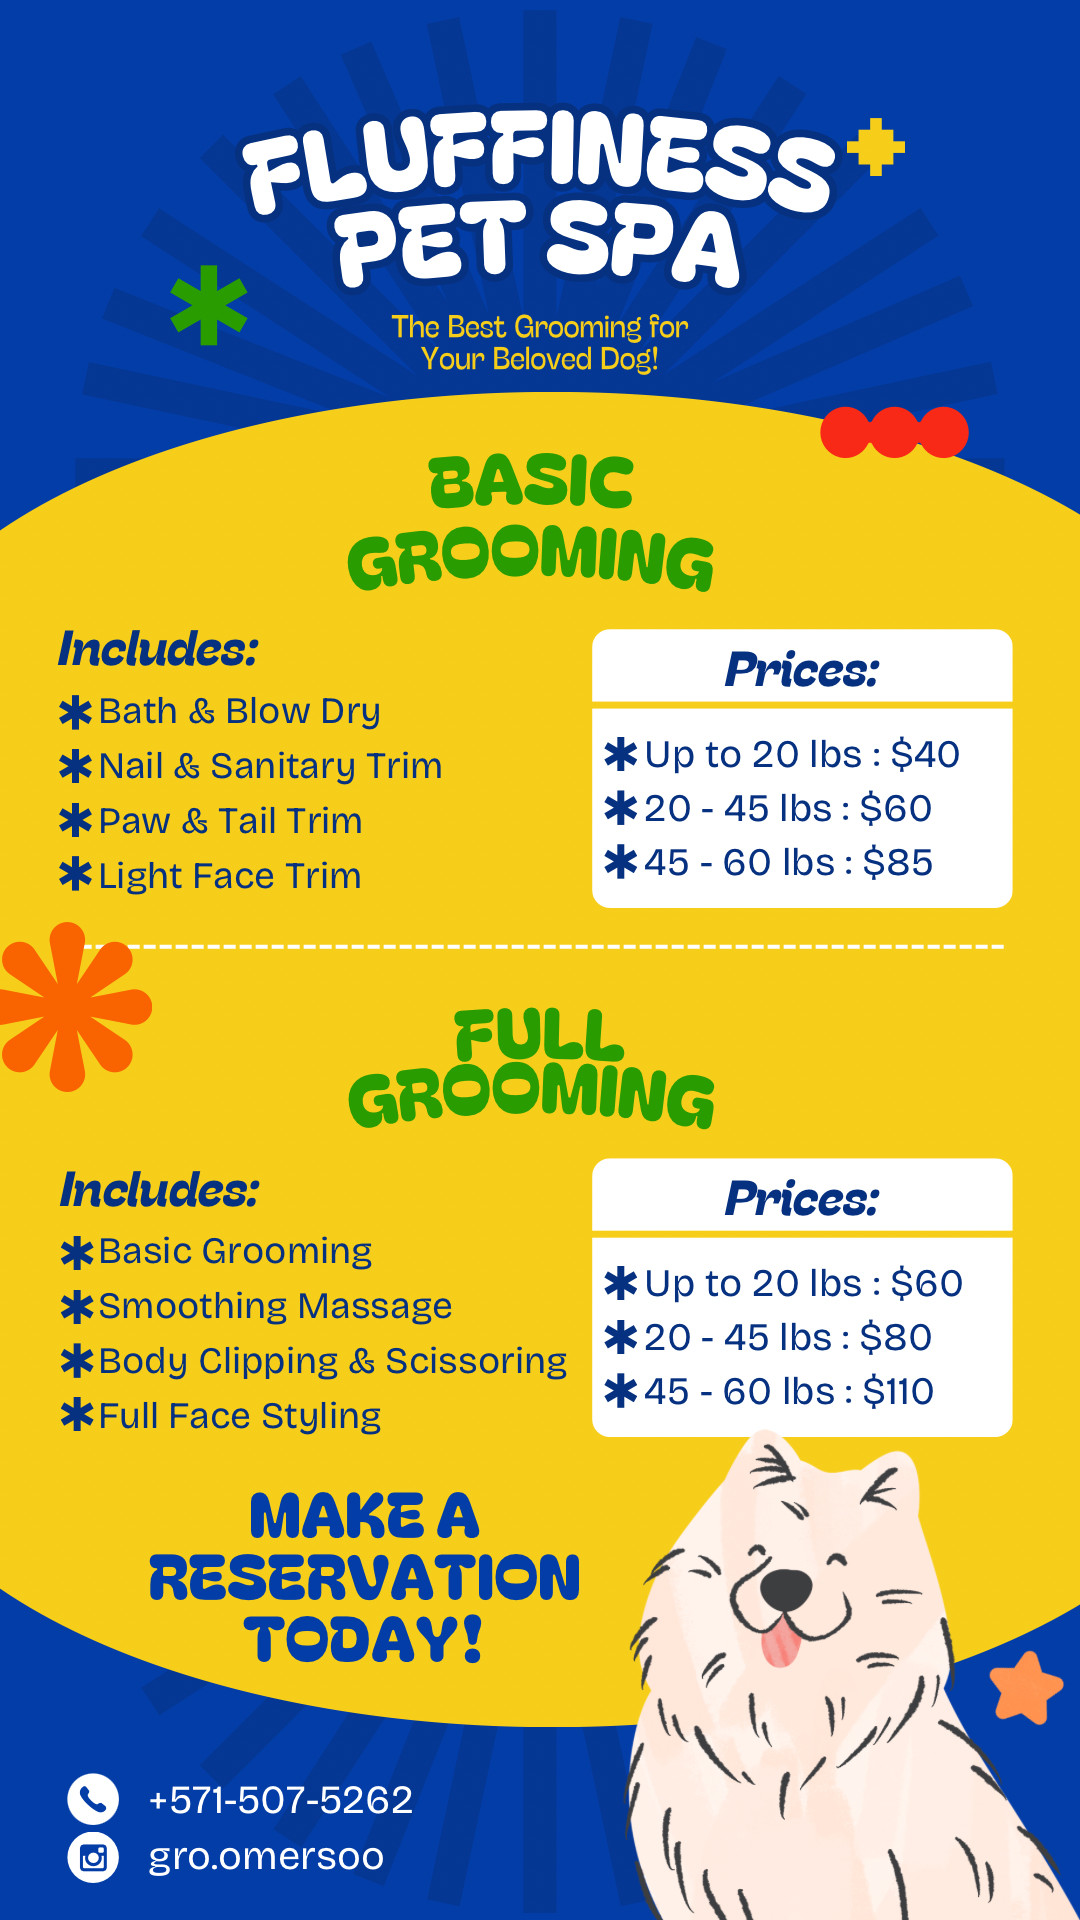 FLUFFINESS
PET SPA
The Best Grooming for
Your Beloved Dog!
BASIC
GROOMING
Includes:
Bath & Blow Dry
Nail & Sanitary Trim
Paw & Tail Trim
Light Face Trim
Prices:
Up to 20 lbs : $40
20 - 45 lbs : $60
45 - 60 lbs : $85
FULL
GROOMING
Includes:
Basic Grooming
Smoothing Massage
Body Clipping & Scissoring
Full Face Styling
Prices:
Up to 20 lbs : $60
20 - 45 lbs : $80
45 - 60 lbs : $110
MAKE A
RESERVATION
TODAY!
+571-507-5262
gro.omersoo